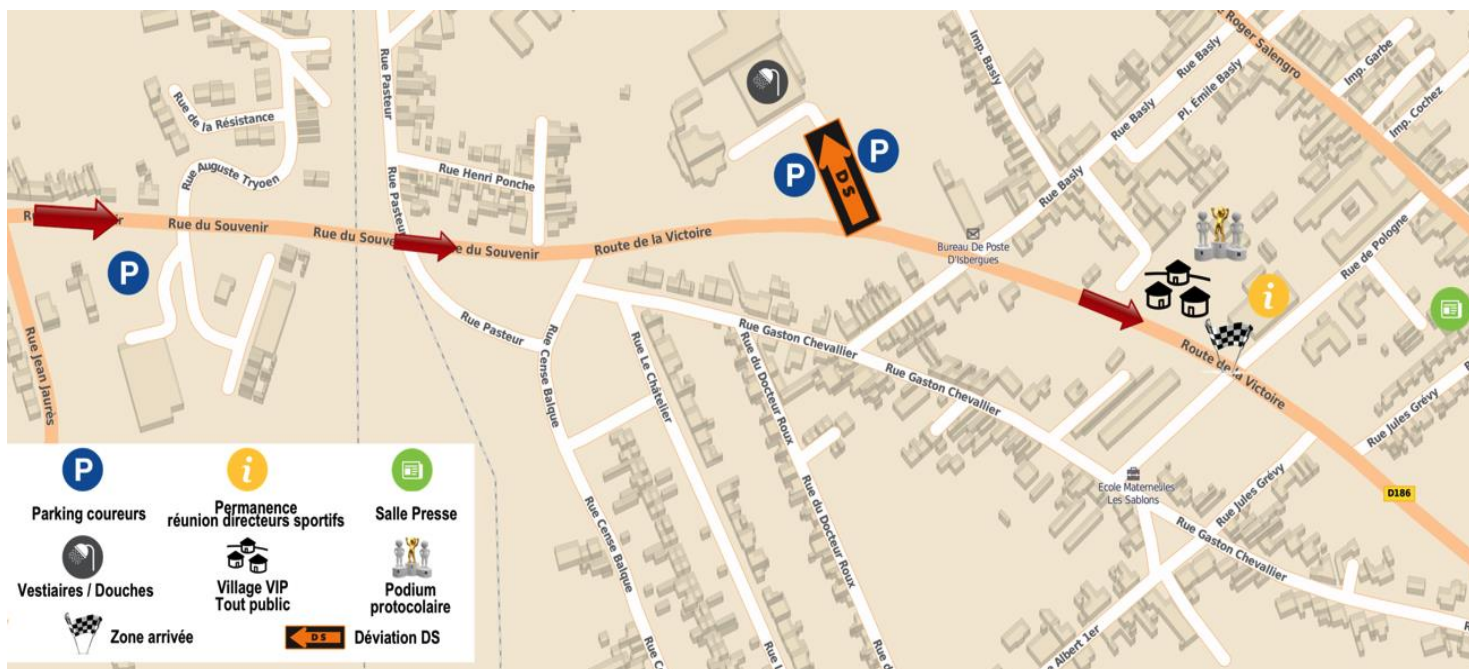 Rue Pasteur
Imp. Basly
Rue Basly
Rue Basly
Pl. Émile Basly
Roger Salengro
Imp. Garbe
Imp. Cochez
Rue de la Résistance
Rue Auguste Tryoen
Rue Henri Ponche
Rue Pasteur
P
P
DS
Rue Basly
Rue du Souvenir
Rue du
Rue du Souvenir
Route de la Victoire
Bureau De Poste
D'Isbergues
Rue de Pologne
P
i
Rue Jean Jaurès
Rue Pasteur
Rue Cense Balque
Rue Le Châtelier
Rue Gaston Chevallier
Rue du Docteur Roux
Rue Gaston Chevallier
Route de la Victoire
Rue Jules Grévy
Ecole Maternelles
Les Sablons
Rue Jules Grévy
D186
Rue Cense Balque
Rue du Docteur Roux
Rue Gaston Chevallier
Rue Albert 1er
P
i
Parking coureurs
Permanence
réunion directeurs sportifs
Salle Presse
Vestiaires / Douches
Village VIP
Tout public
Podium
protocolaire
Zone arrivée
DS
Déviation DS